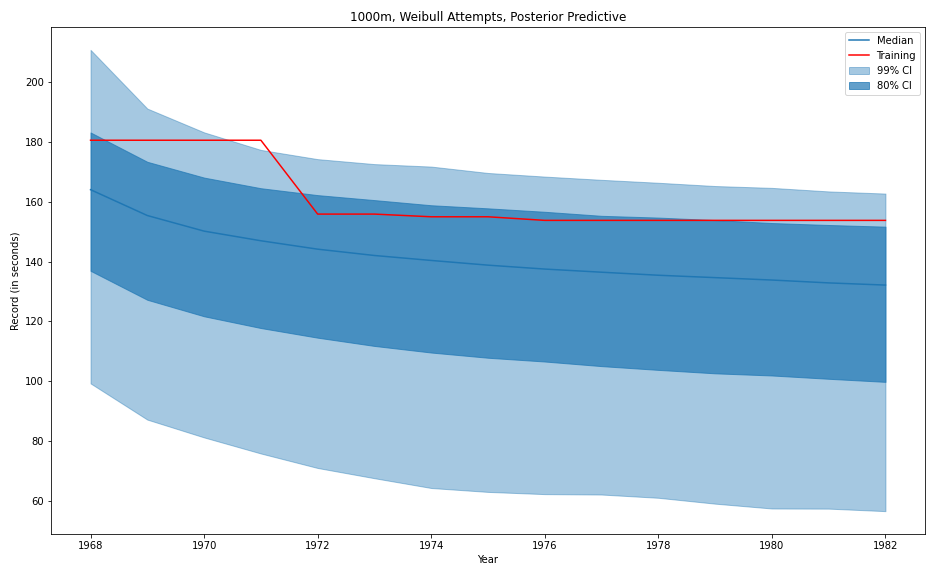 1000m, Weibull Attempts, Posterior Predictive
Median
Training
99% CI
80% CI
Record (in seconds)
200
180
160
140
120
100
80
60
1968
1970
1972
1974
1976
1978
1980
1982
Year